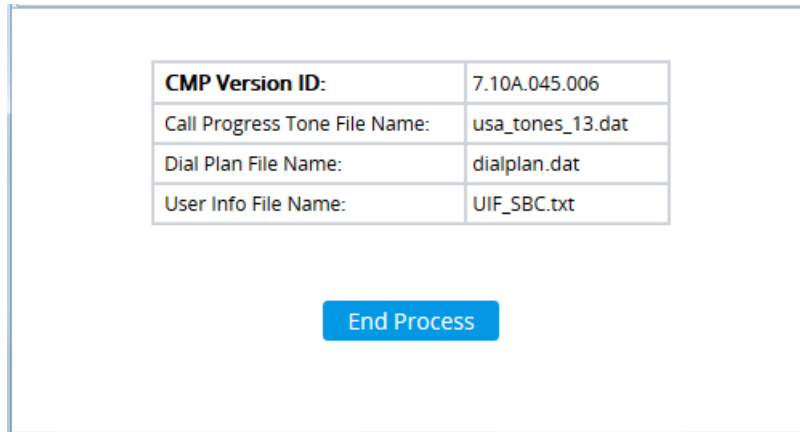 CMP Version ID: 7.10A.045.006
Call Progress Tone File Name: usa_tones_13.dat
Dial Plan File Name: dialplan.dat
User Info File Name: UIF_SBC.txt
End Process